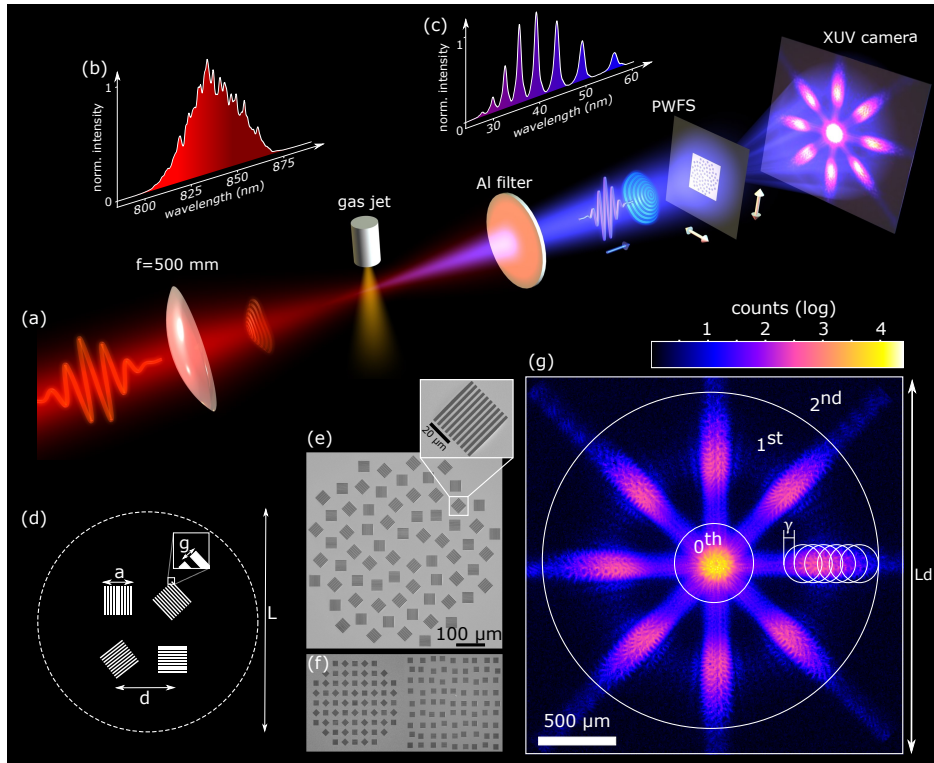 (c)
1
norm. intensity
0
30
40
50
60
wavelength (nm)
XUV camera
(b)
1
norm. intensity
0
800
825
850
875
wavelength (nm)
PWFS
Al filter
gas jet
f=500 mm
(a)
counts (log)
1
2
3
4
(g)
2nd
1st
0th
γ
Ld
500 µm
(e)
20 µm
100 µm
(f)
(d)
g
a
L
d